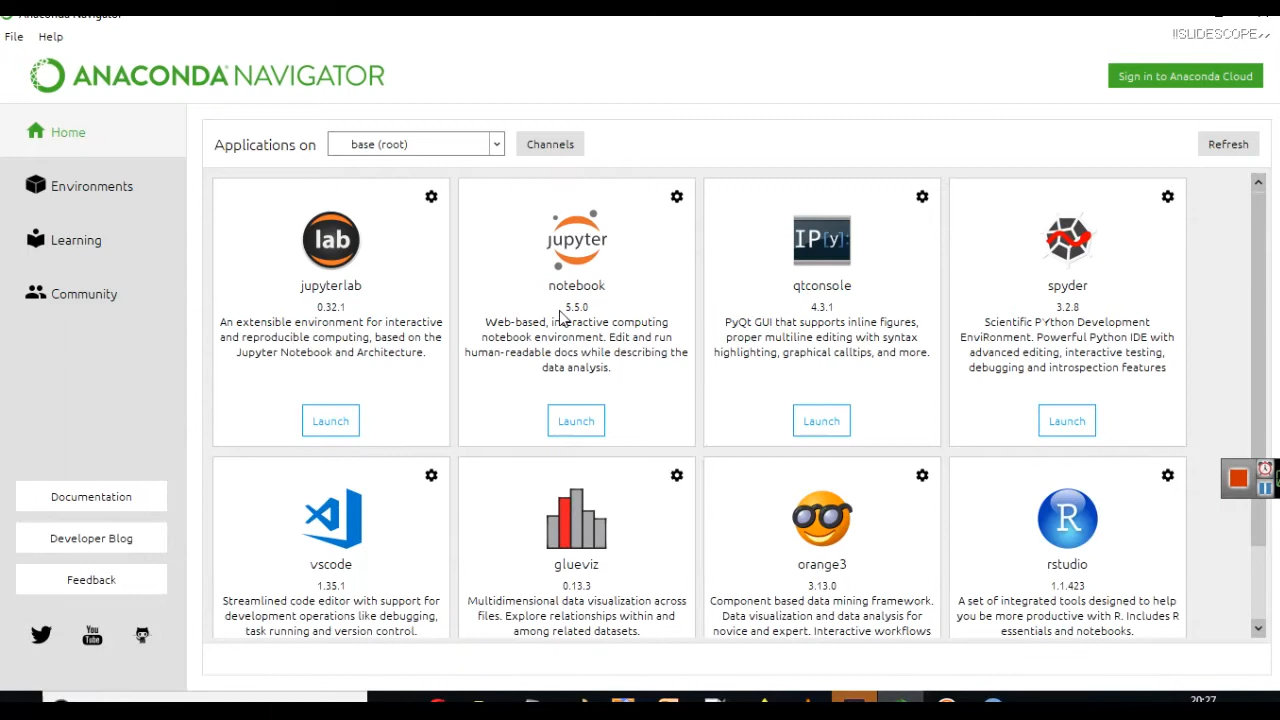 Anaconda Navigator
File Help
!!SLIDESCOPE
ANACONDA NAVIGATOR
Sign in to Anaconda Cloud
Home
Environments
Learning
Community
Documentation
Developer Blog
Feedback
You
Tube
Applications on base (root) Channels Refresh
lab
jupyterlab
0.32.1
An extensible environment for interactive
and reproducible computing, based on the
Jupyter Notebook and Architecture.
Launch
jupyter
notebook
5.5.0
Web-based, interactive computing
notebook environment. Edit and run
human-readable docs while describing the
data analysis.
Launch
IP[y]:
qtconsole
4.3.1
PyQt GUI that supports inline figures,
proper multiline editing with syntax
highlighting, graphical calltips, and more.
Launch
spyder
3.2.8
Scientific PYthon Development
EnviRonment. Powerful Python IDE with
advanced editing, interactive testing,
debugging and introspection features
Launch
vscode
1.35.1
Streamlined code editor with support for
development operations like debugging,
task running and version control.
glueviz
0.13.3
Multidimensional data visualization across
files. Explore relationships within and
among related datasets.
orange3
3.13.0
Component based data mining framework.
Data visualization and data analysis for
novice and expert. Interactive workflows
R
rstudio
1.1.423
A set of integrated tools designed to help
you be more productive with R. Includes R
essentials and notebooks.
20:27